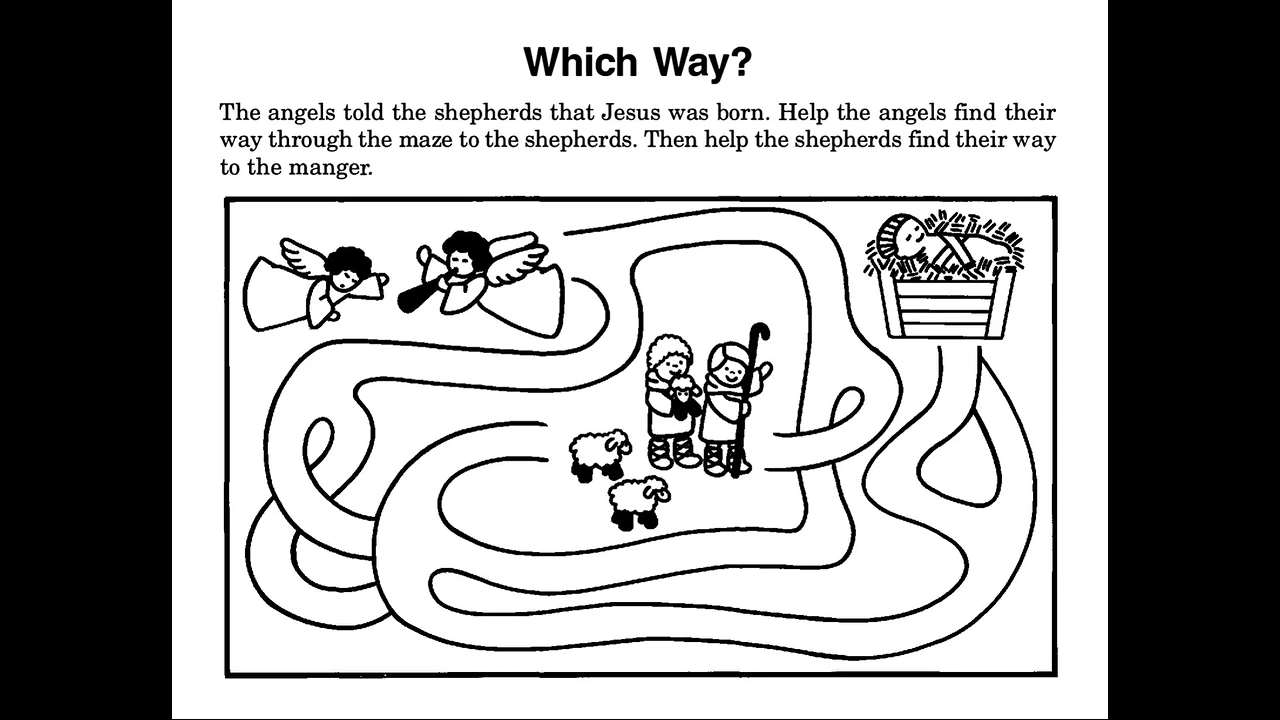 Which Way?
The angels told the shepherds that Jesus was born. Help the angels find their
way through the maze to the shepherds. Then help the shepherds find their way
to the manger.